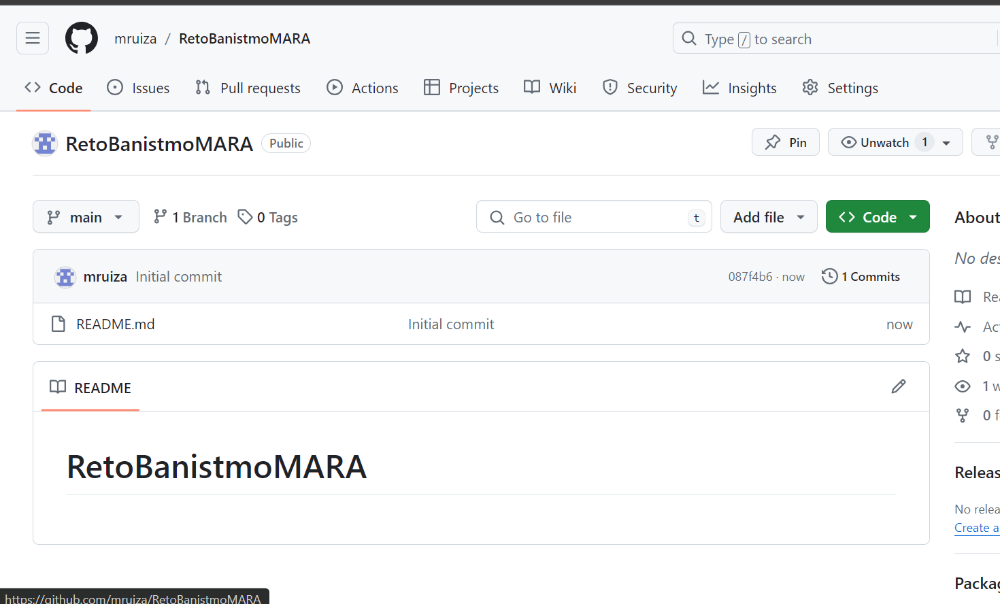 mruiza / RetoBanistmoMARA
Type / to search
Code Issues Pull requests Actions Projects Wiki Security Insights Settings
RetoBanistmoMARA Public
Pin Unwatch 1
main 1 Branch 0 Tags
Go to file t
Add file
Code
About
No des
mruiza Initial commit
087f4b6 · now 1 Commits
README.md Initial commit now
Rea
Act
0 s
1 w
0 f
README
RetoBanistmoMARA
Releas
No relea
Create a
Packag
https://github.com/mruiza/RetoBanistmoMARA